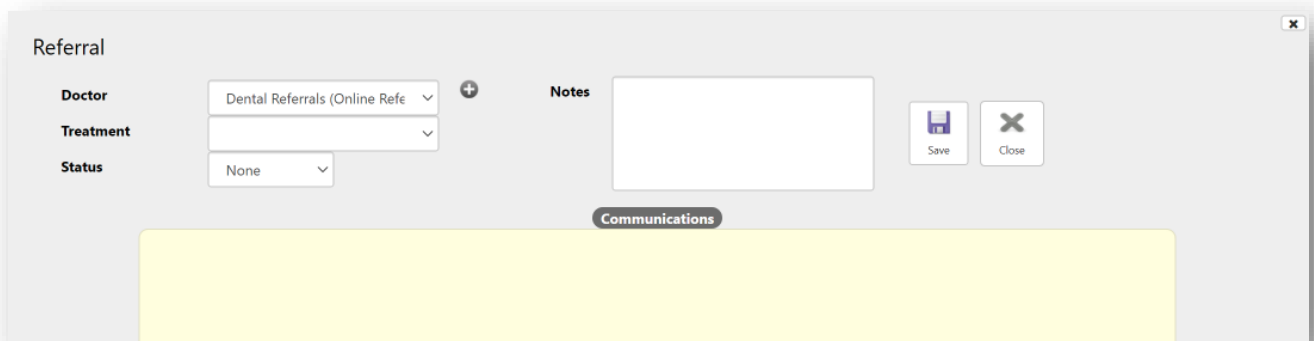 Referral
Doctor
Dental Referrals (Online Refe
Treatment
Status
None
Notes
Save
Close
Communications